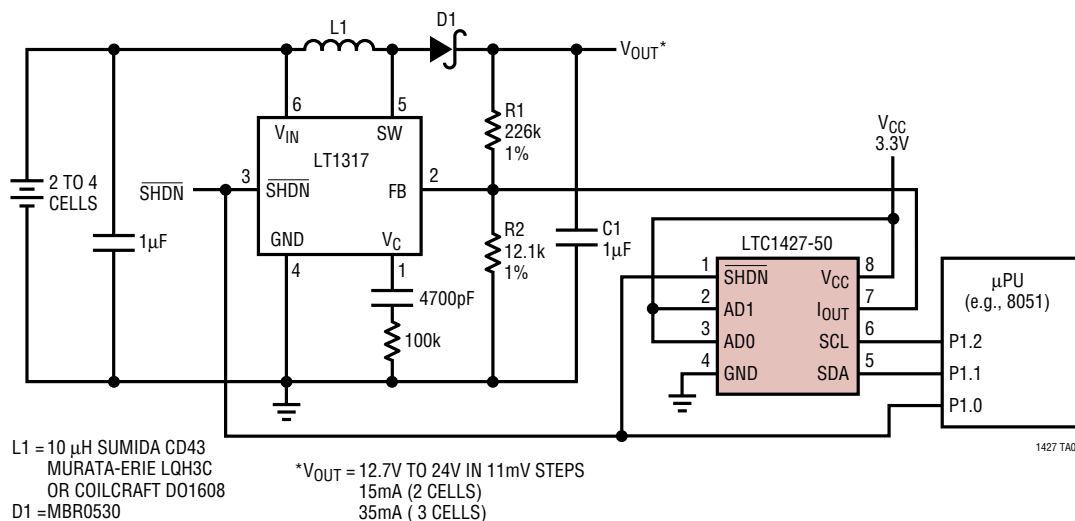 L1
D1
VOUT*
6
5
VIN
SW
LT1317
R1
226k
1%
VCC
3.3V
2 TO 4
CELLS
SHDN
3
SHDN
FB
2
1µF
GND
VC
4
1
R2
12.1k
1%
C1
1µF
4700pF
100k
LTC1427-50
1
SHDN
VCC
8
2
AD1
IOUT
7
3
AD0
SCL
6
4
GND
SDA
5
µPU
(e.g., 8051)
P1.2
P1.1
P1.0
L1 = 10 µH SUMIDA CD43
MURATA-ERIE LQH3C
OR COILCRAFT DO1608
D1 =MBR0530
*VOUT = 12.7V TO 24V IN 11mV STEPS
15mA (2 CELLS)
35mA ( 3 CELLS)
1427 TA0